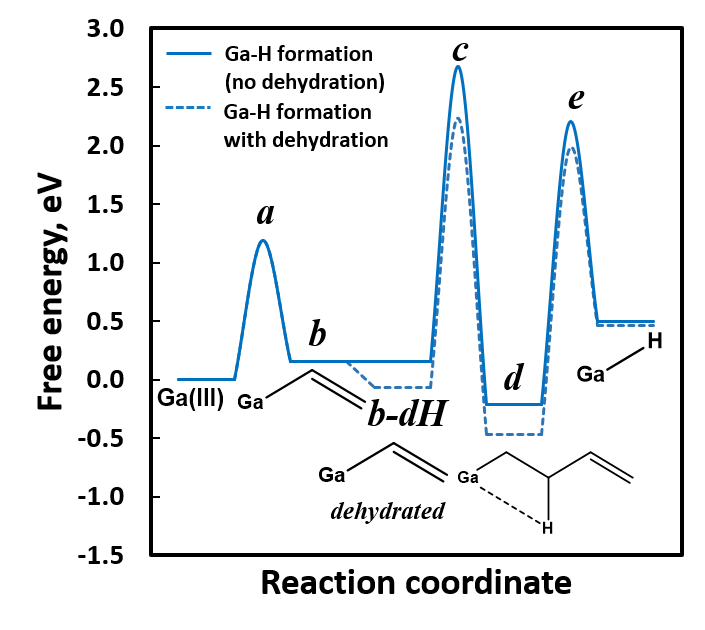 3.0
2.5
2.0
1.5
1.0
0.5
0.0
-0.5
-1.0
-1.5
Free energy, eV
Reaction coordinate
Ga-H formation
(no dehydration)
Ga-H formation
with dehydration
a
b
c
d
e
Ga(III)
Ga
b-dH
Ga
dehydrated
Ga
H
Ga
H